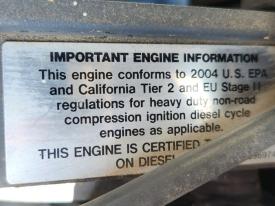 IMPORTANT ENGINE INFORMATION
This engine conforms to 2004 U.S. EPA
and California Tier 2 and EU Stage II
regulations for heavy duty non-road
compression ignition diesel cycle
engines as applicable.
THIS ENGINE IS CERTIFIED
ON DIESEL